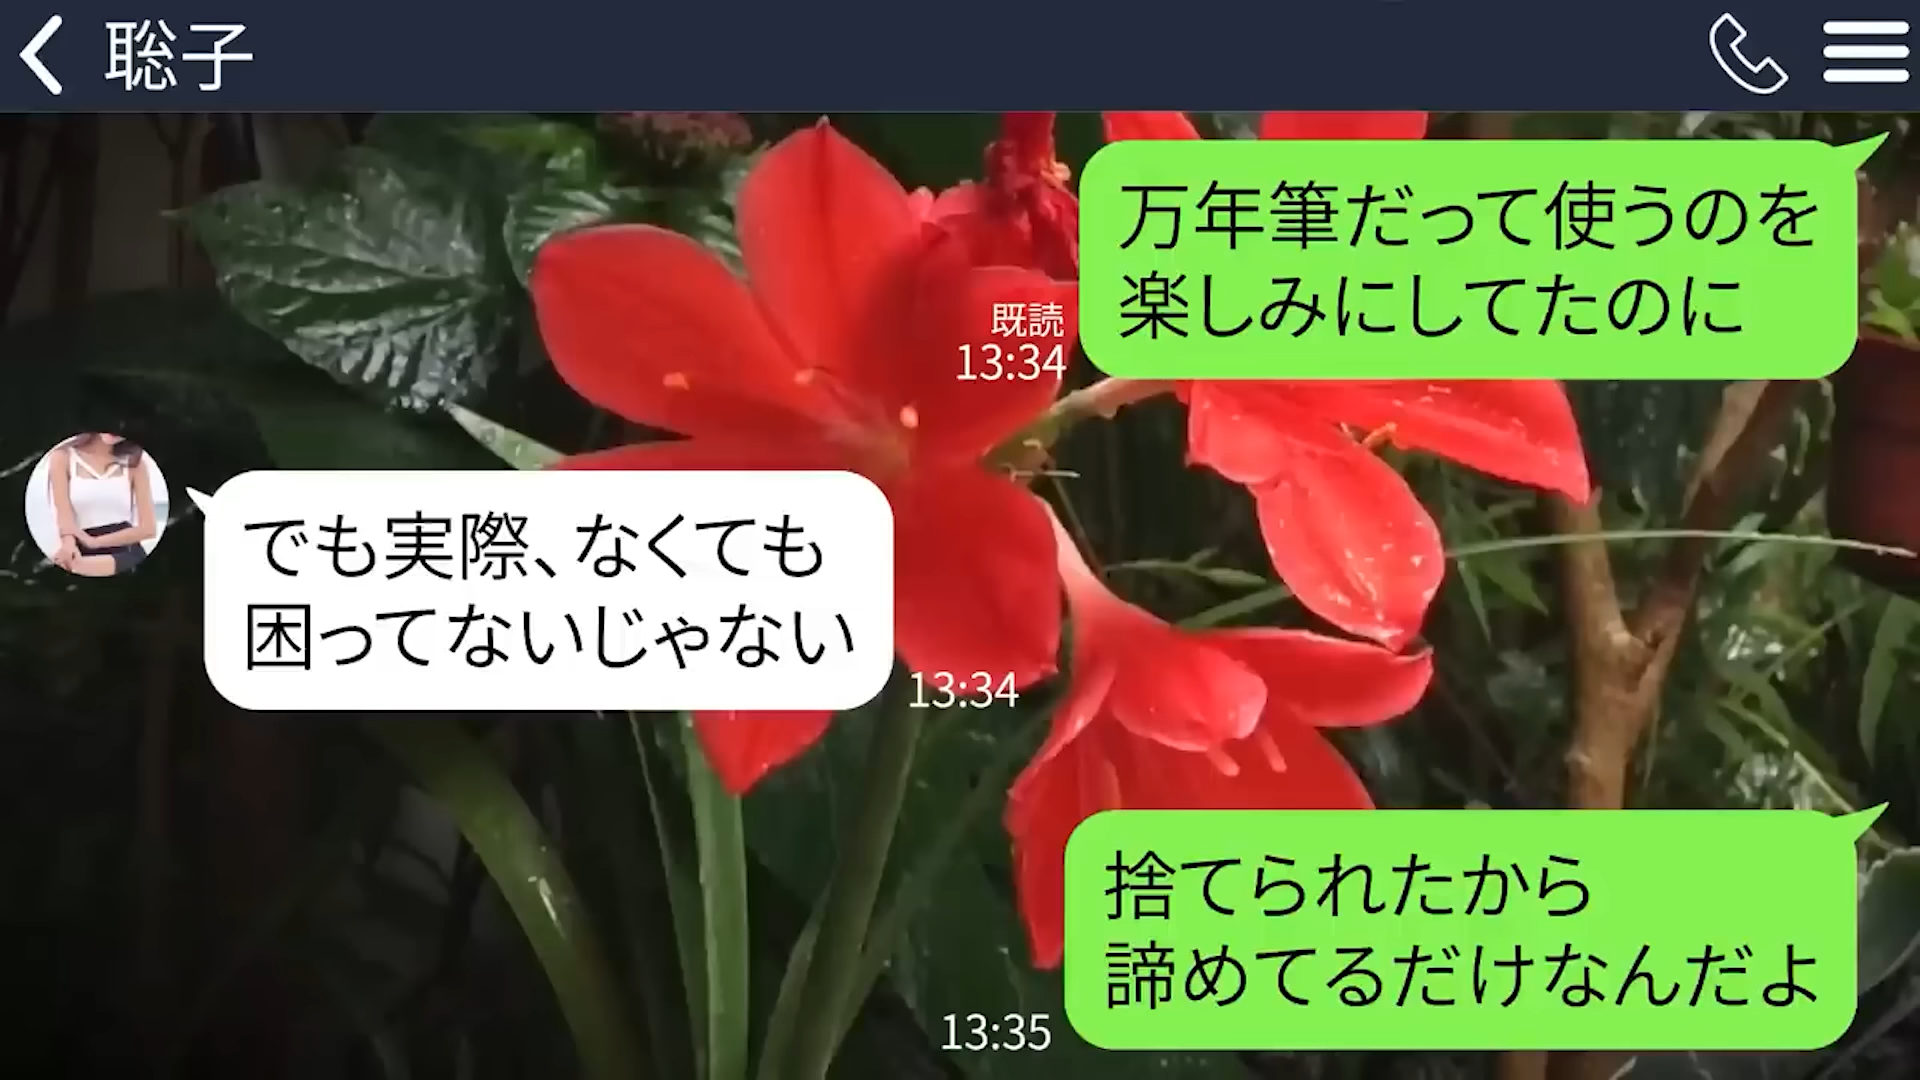 聡子
万年筆だって使うのを
楽しみにしてたのに
既読
13:34
でも実際、なくても
困ってないじゃない
13:34
捨てられたから
諦めてるだけなんだよ
13:35